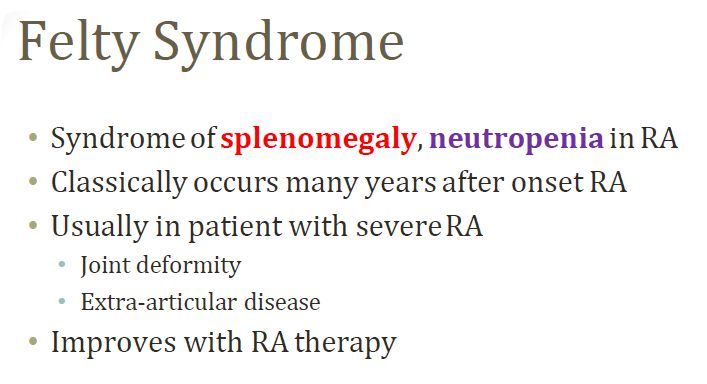 Felty Syndrome
• Syndrome of splenomegaly, neutropenia in RA
• Classically occurs many years after onset RA
• Usually in patient with severe RA
• Joint deformity
• Extra-articular disease
• Improves with RA therapy